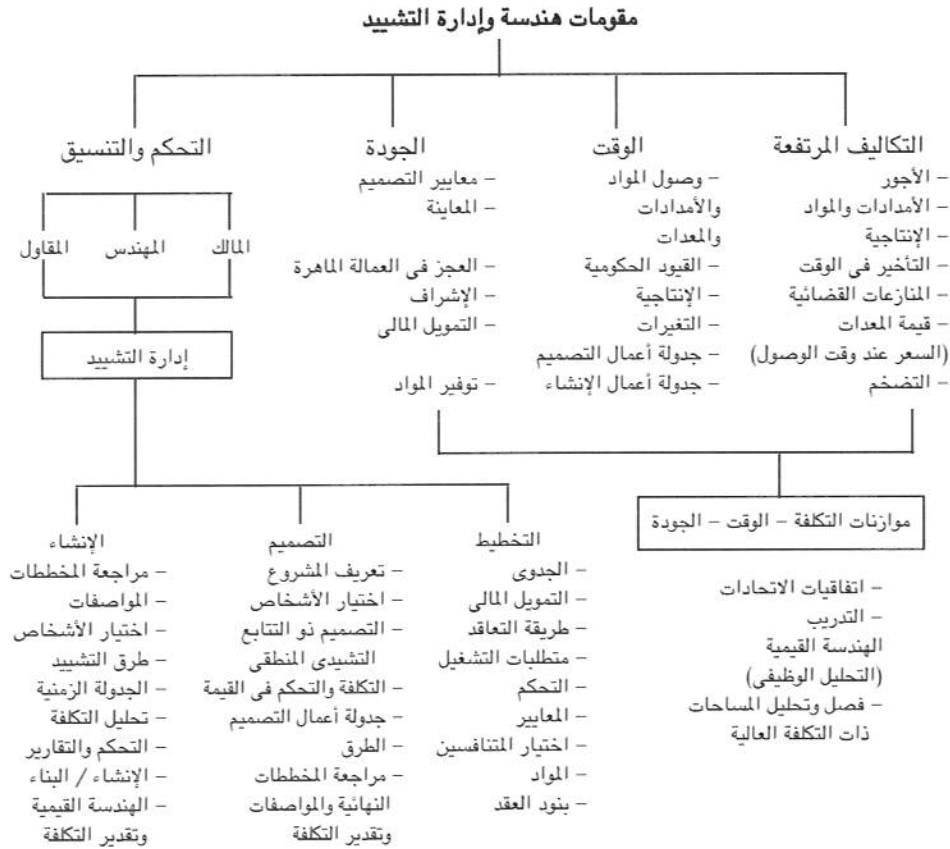 مقومات هندسة وإدارة التشييد
التكاليف المرتفعة
– الأجور
– الأمدادات والمواد
– الإنتاجية
– التأخير فى الوقت
– المنازعات القضائية
– قيمة المعدات
(السعر عند وقت الوصول)
– التضخم
الوقت
– وصول المواد
والأمدادات
والمعدات
– القيود الحكومية
– الإنتاجية
– التغيرات
– جدولة أعمال التصميم
– جدولة أعمال الإنشاء
الجودة
– معايير التصميم
– المعاينة
– العجز فى العمالة الماهرة
– الإشراف
– التمويل المالى
– توفير المواد
التحكم والتنسيق
المالك
المهندس
المقاول
إدارة التشييد
موازنات التكلفة – الوقت – الجودة
– اتفاقيات الاتحادات
– التدريب
الهندسة القيمية
(التحليل الوظيفى)
– فصل وتحليل المساحات
ذات التكلفة العالية
التخطيط
– الجدوى
– التمويل المالى
– طريقة التعاقد
– متطلبات التشغيل
– التحكم
– المعايير
– اختيار المتنافسين
– المواد
– بنود العقد
التصميم
– تعريف المشروع
– اختيار الأشخاص
– التصميم ذو التتابع
التشيدى المنطقى
– التكلفة والتحكم فى القيمة
– جدولة أعمال التصميم
– الطرق
– مراجعة المخططات
النهائية والمواصفات
وتقدير التكلفة
الإنشاء
– مراجعة المخططات
– المواصفات
– اختيار الأشخاص
– طرق التشييد
– الجدولة الزمنية
– تحليل التكلفة
– التحكم والتقارير
– الإنشاء / البناء
– الهندسة القيمية
وتقدير التكلفة